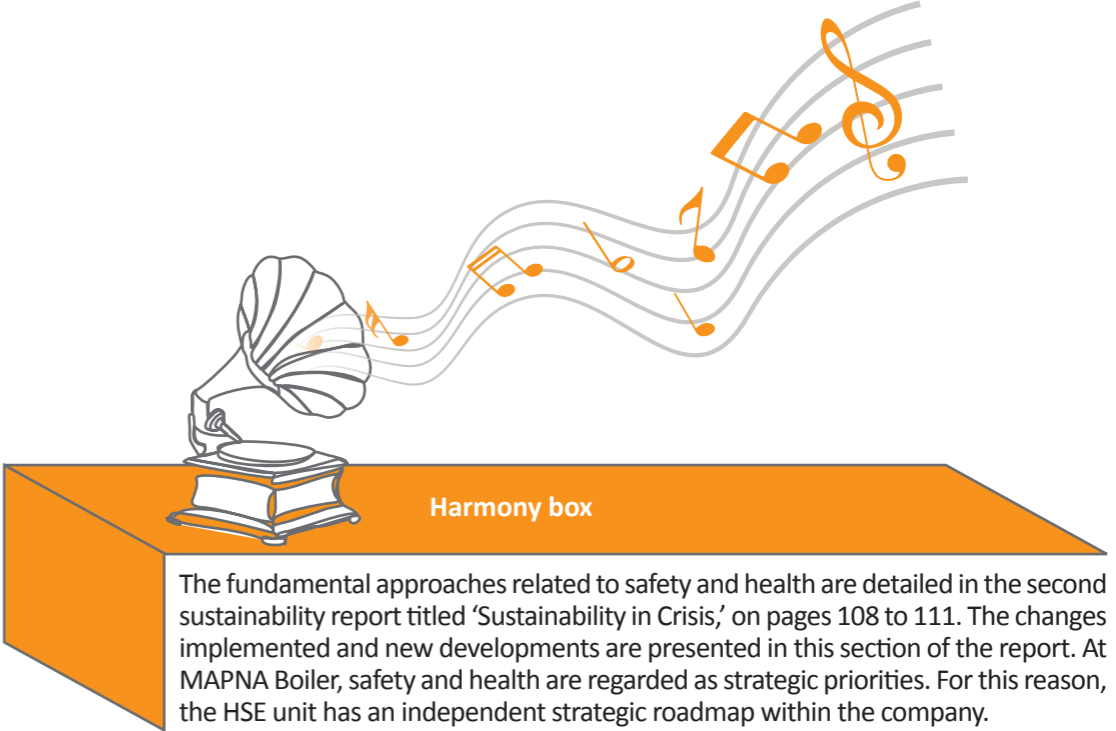 Harmony box
The fundamental approaches related to safety and health are detailed in the second
sustainability report titled ‘Sustainability in Crisis,’ on pages 108 to 111. The changes
implemented and new developments are presented in this section of the report. At
MAPNA Boiler, safety and health are regarded as strategic priorities. For this reason,
the HSE unit has an independent strategic roadmap within the company.